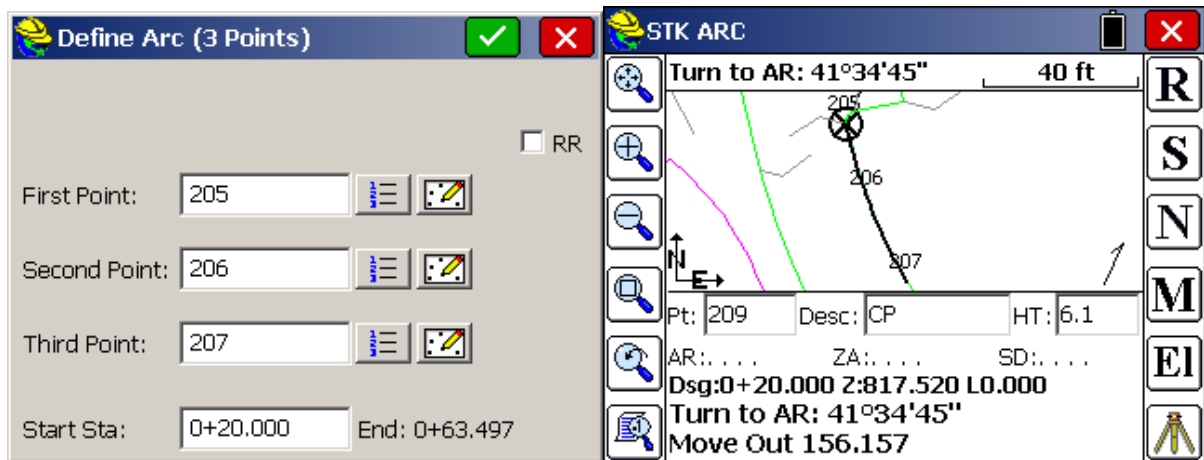 Define Arc (3 Points)
RR
First Point: 205
Second Point: 206
Third Point: 207
Start Sta: 0+20.000 End: 0+63.497
STK ARC
Turn to AR: 41°34'45" 40 ft
205
206
207
N
E
R
S
N
M
El
Pt: 209 Desc: CP HT: 6.1
AR:. . . . ZA:. . . . SD:. . . .
Dsg:0+20.000 Z:817.520 L0.000
Turn to AR: 41°34'45"
Move Out 156.157